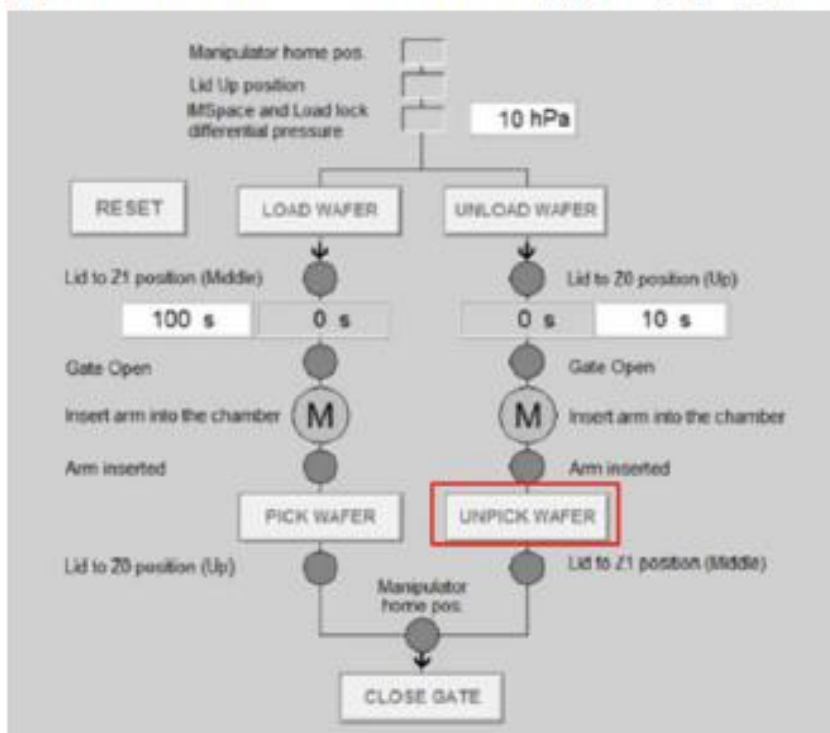 Manipulator home pos.
Lid Up position
IMSpace and Load lock
differential pressure
10 hPa
RESET
LOAD WAFER
UNLOAD WAFER
Lid to Z1 position (Middle)
Lid to Z0 position (Up)
100 s
0 s
0 s
10 s
Gate Open
Gate Open
Insert arm into the chamber
M
M
Insert arm into the chamber
Arm inserted
Arm inserted
PICK WAFER
UNPICK WAFER
Lid to Z0 position (Up)
Lid to Z1 position (Middle)
Manipulator
home pos.
CLOSE GATE